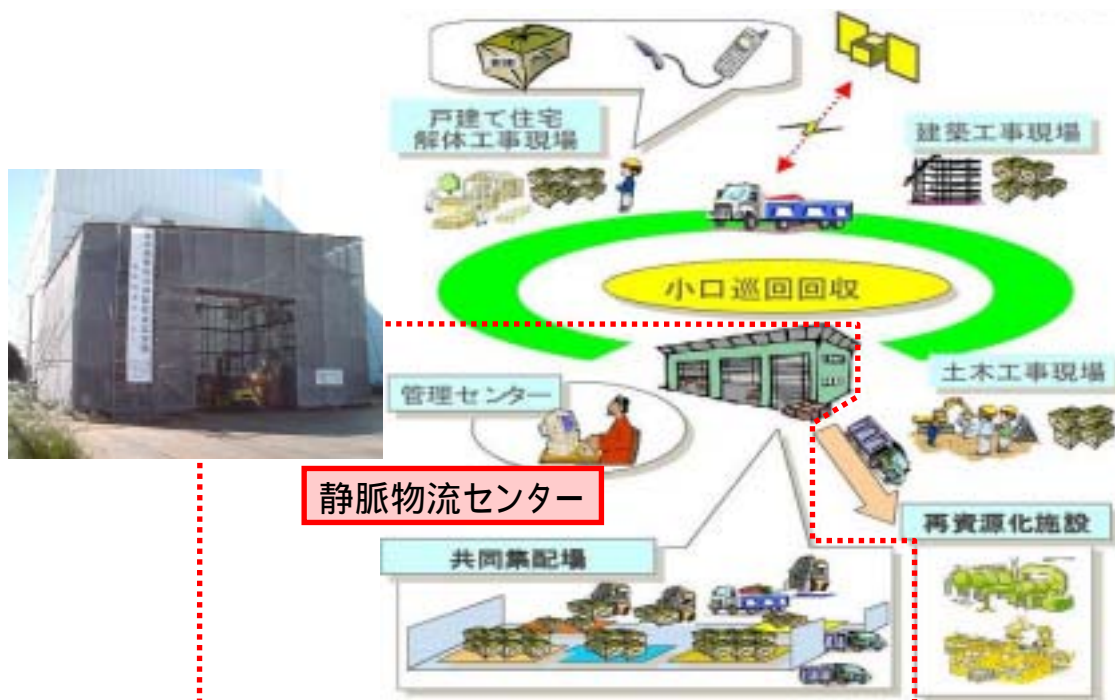 戸建て住宅
解体工事現場
建築工事現場
小口巡回回収
管理センター
土木工事現場
静脈物流センター
再資源化施設
共同集配場